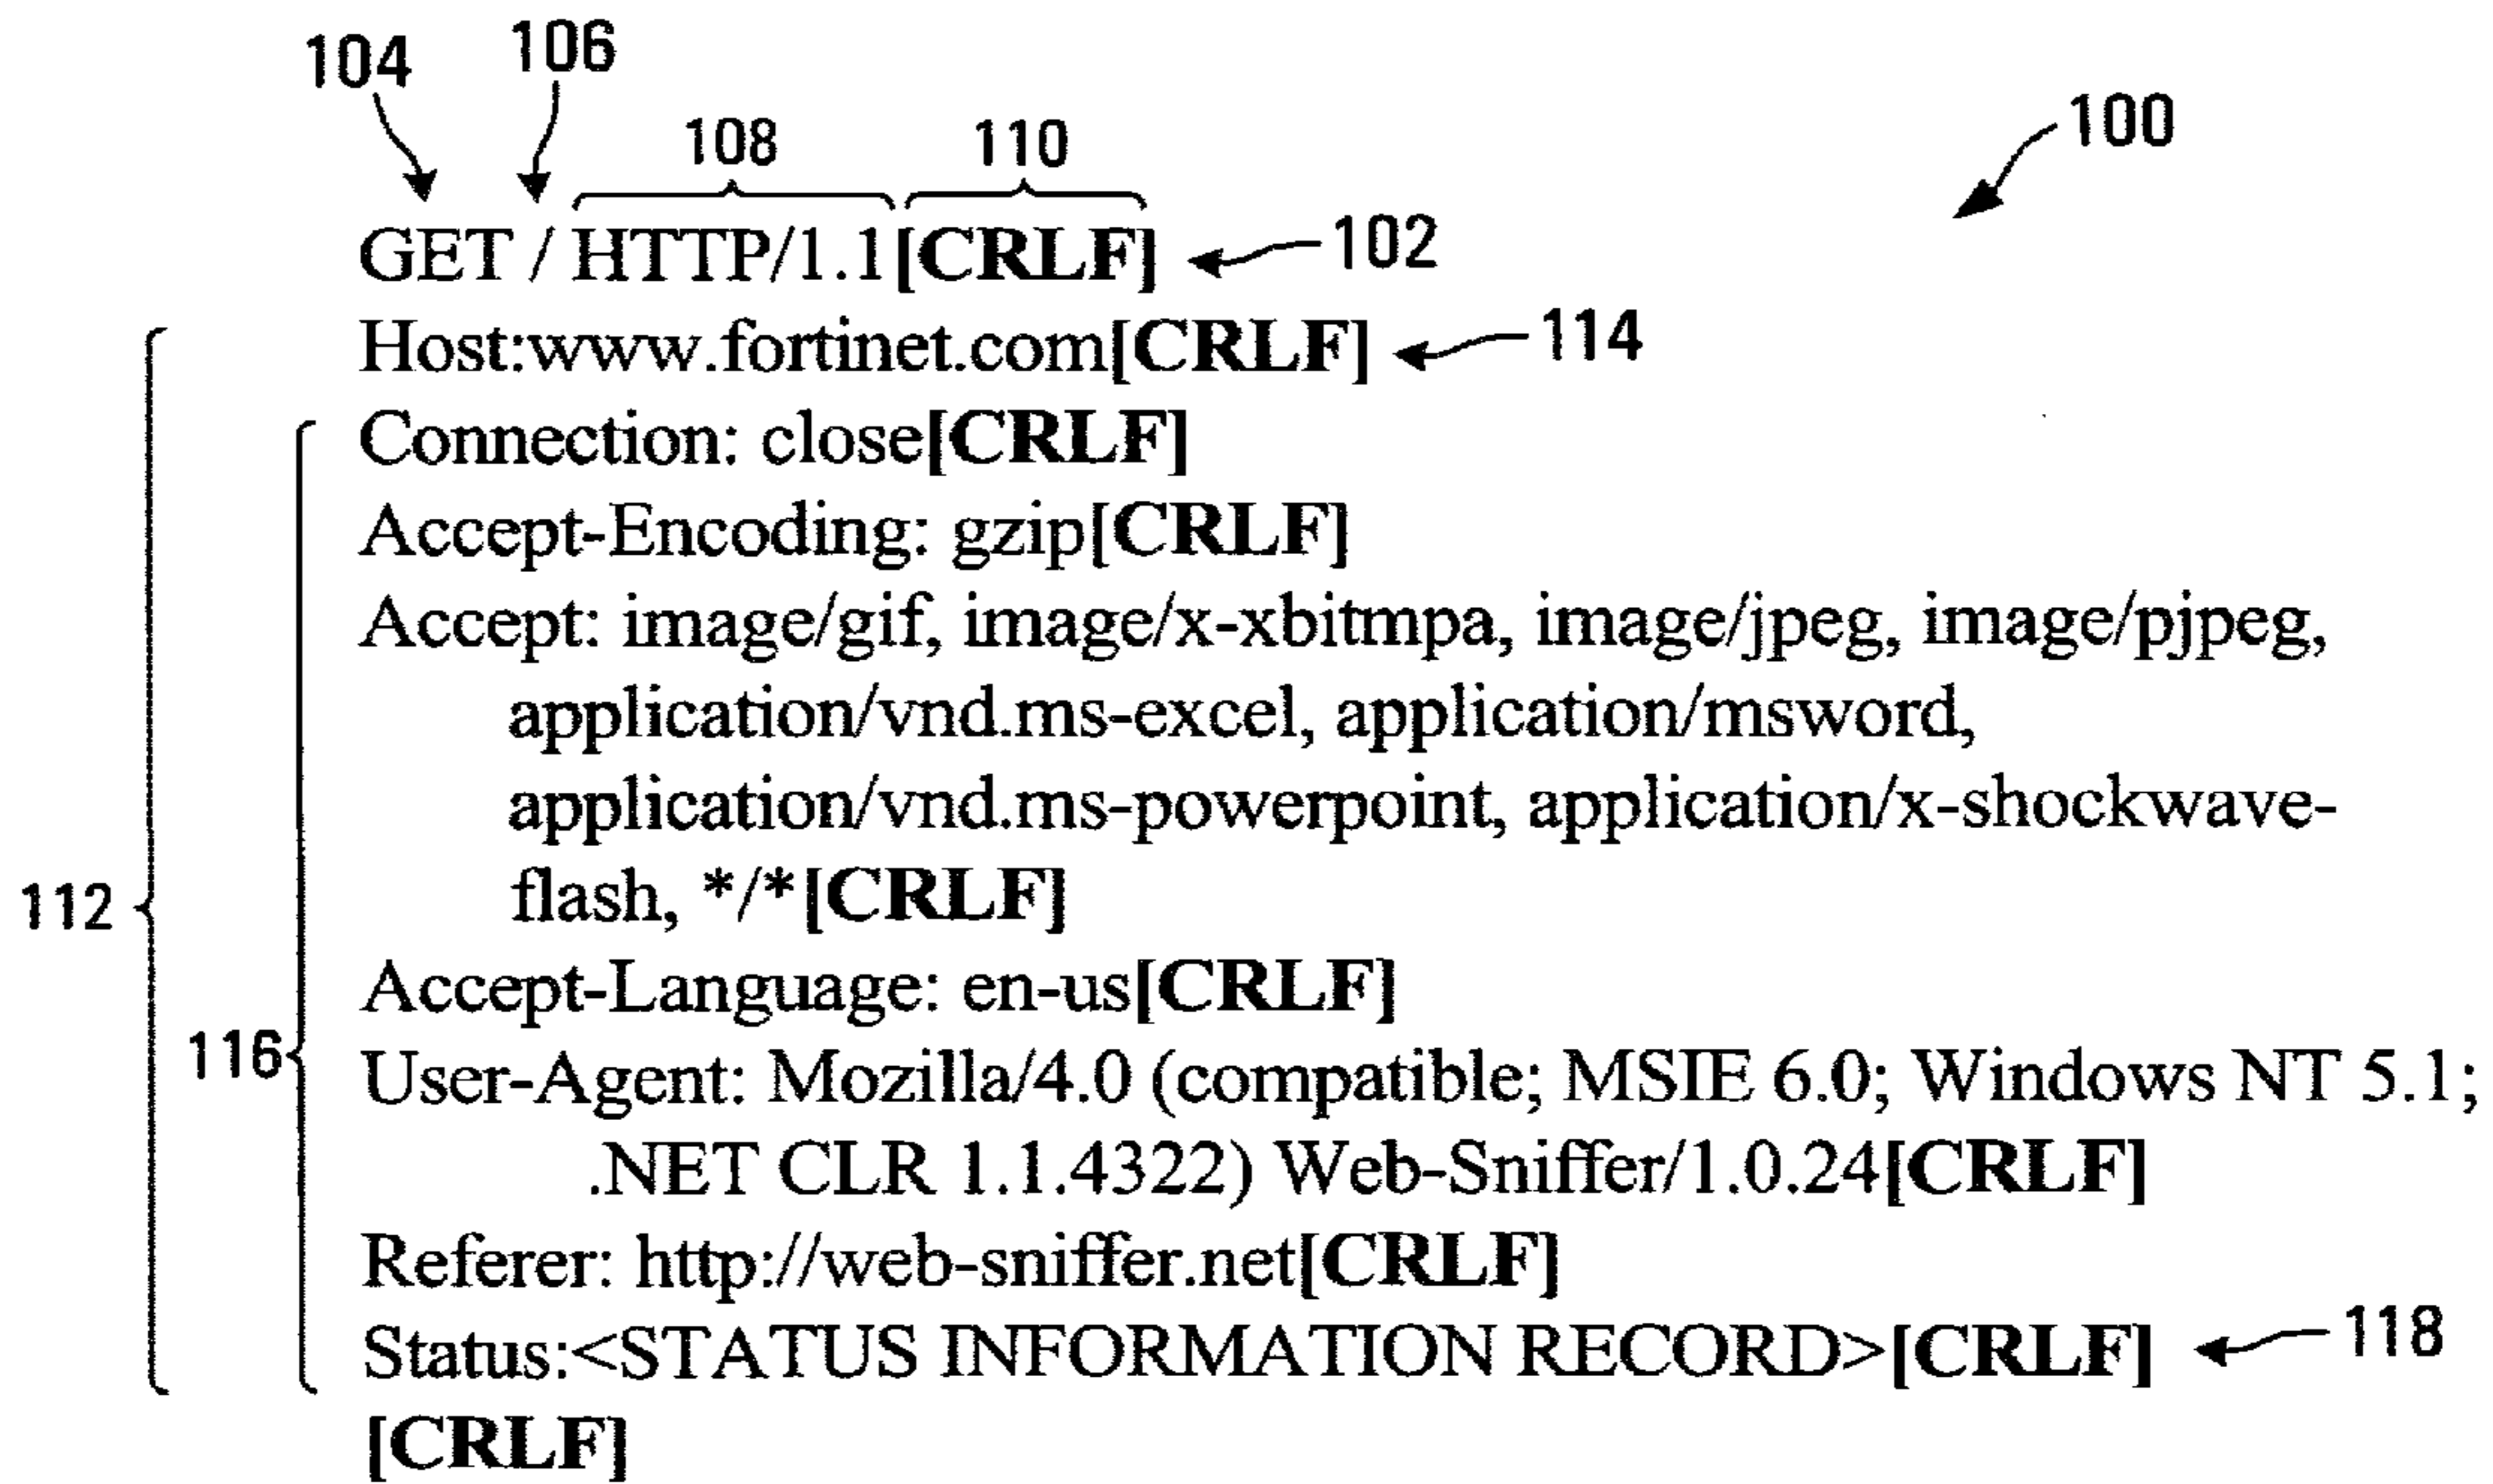 104 106
108 110 100
GET / HTTP/1.1[CRLF] 102
Host:www.fortinet.com[CRLF] 114
Connection: close[CRLF]
Accept-Encoding: gzip[CRLF]
Accept: image/gif, image/x-xbitmpa, image/jpeg, image/pjpeg,
application/vnd.ms-excel, application/msword,
application/vnd.ms-powerpoint, application/x-shockwave-
112 flash, */*[CRLF]
Accept-Language: en-us[CRLF]
116 User-Agent: Mozilla/4.0 (compatible; MSIE 6.0; Windows NT 5.1;
.NET CLR 1.1.4322) Web-Sniffer/1.0.24[CRLF]
Referer: http://web-sniffer.net[CRLF]
Status:<STATUS INFORMATION RECORD>[CRLF] 118
[CRLF]